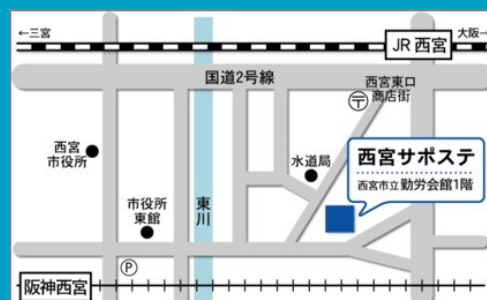 ←三宮
大阪→
JR 西宮
国道2号線
西宮東口
商店街
〒
西宮
市役所
水道局
西宮サポステ
西宮市立勤労会館1階
市役所
東館
東川
P
阪神西宮